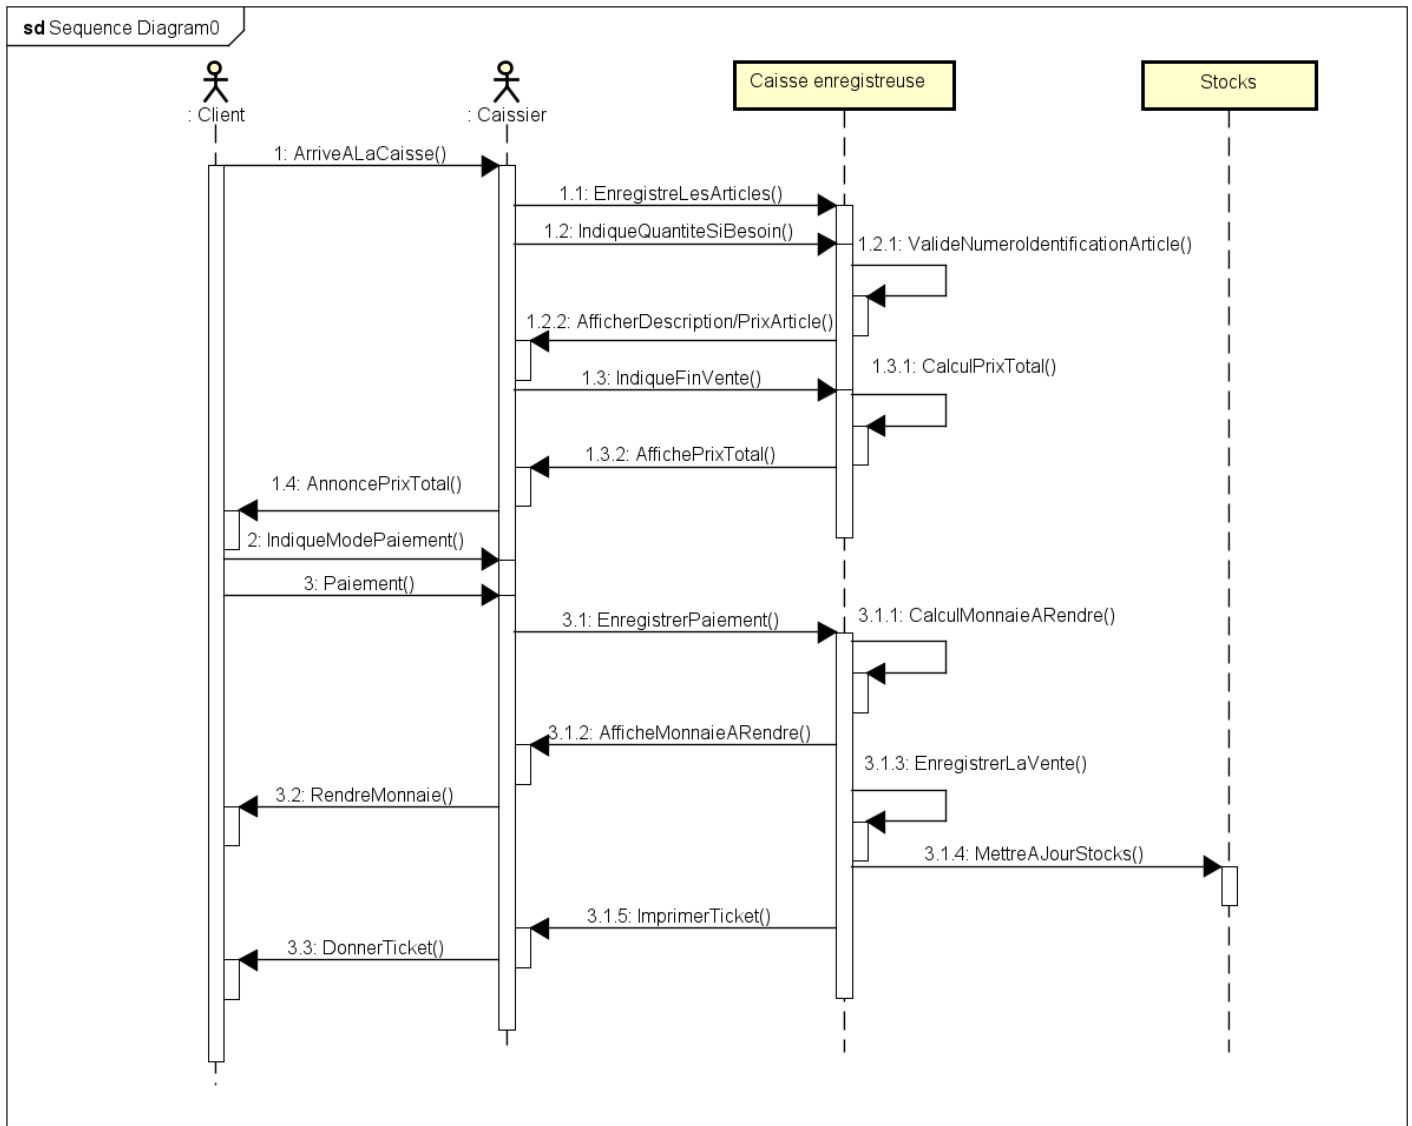 sd Sequence Diagram0
: Client
: Caissier
Caisse enregistreuse
Stocks
1: ArriveALaCaisse()
1.1: EnregistreLesArticles()
1.2: IndiqueQuantiteSiBesoin()
1.2.1: ValideNumeroIdentificationArticle()
1.2.2: AfficherDescription/PrixArticle()
1.3.1: CalculPrixTotal()
1.3: IndiqueFinVente()
1.3.2: AffichePrixTotal()
1.4: AnnoncePrixTotal()
2: IndiqueModePaiement()
3: Paiement()
3.1: EnregistrerPaiement()
3.1.1: CalculMonnaieARendre()
3.1.2: AfficheMonnaieARendre()
3.1.3: EnregistrerLaVente()
3.2: RendreMonnaie()
3.1.4: MettreAJourStocks()
3.1.5: ImprimerTicket()
3.3: DonnerTicket()